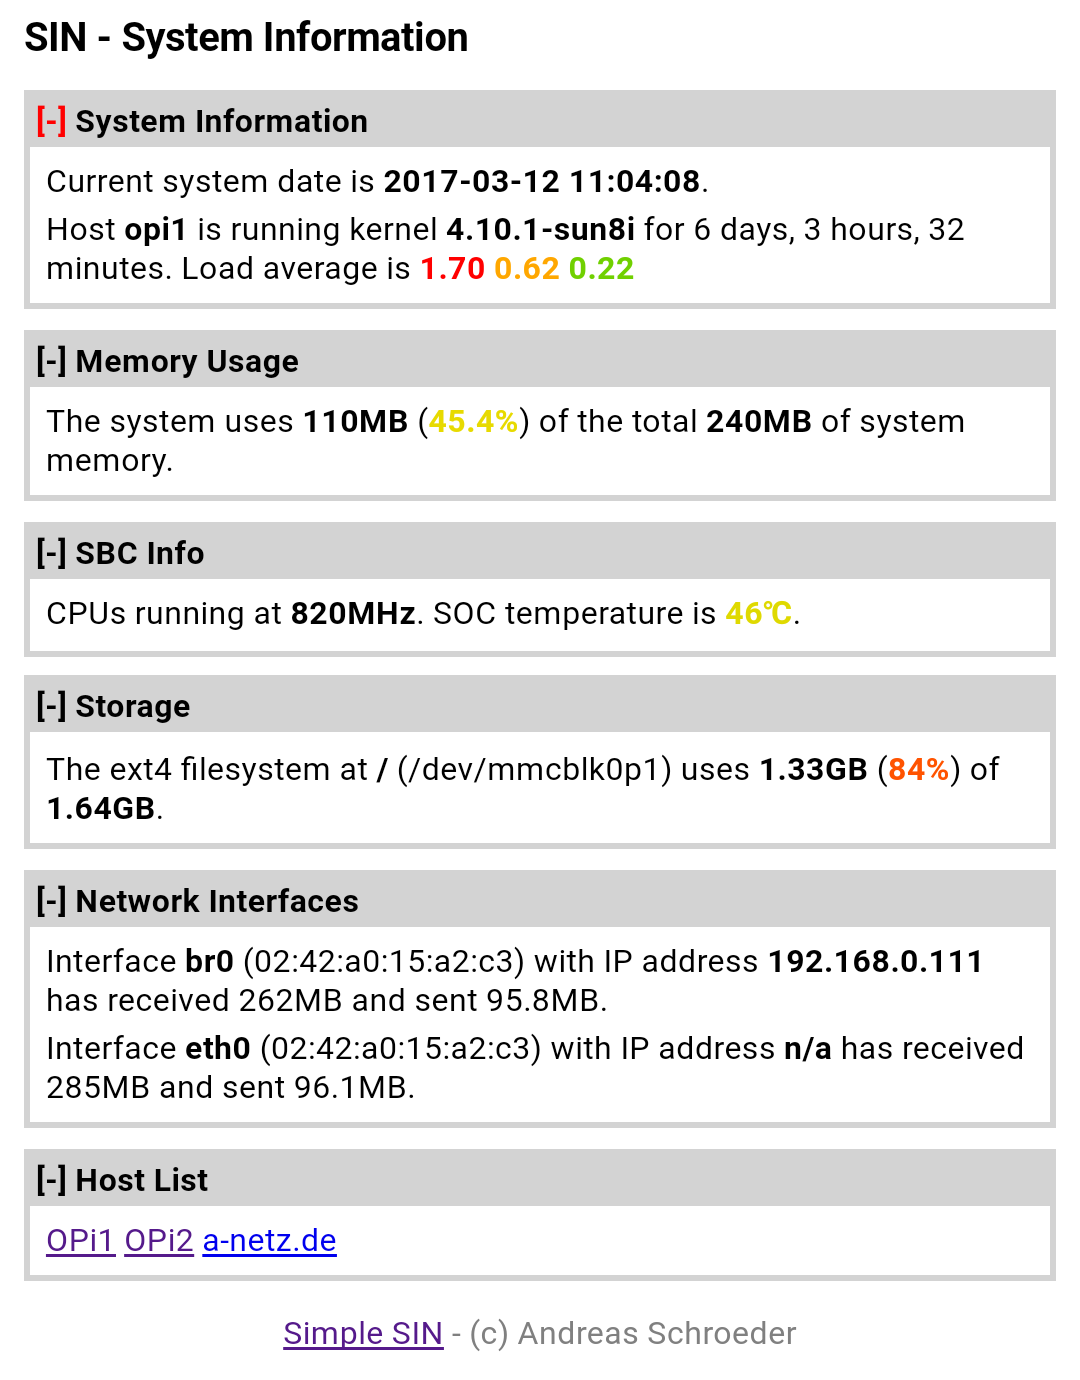 SIN - System Information
[-] System Information
Current system date is 2017-03-12 11:04:08.
Host opi1 is running kernel 4.10.1-sun8i for 6 days, 3 hours, 32
minutes. Load average is 1.70 0.62 0.22
[-] Memory Usage
The system uses 110MB (45.4%) of the total 240MB of system
memory.
[-] SBC Info
CPUs running at 820MHz. SOC temperature is 46℃.
[-] Storage
The ext4 filesystem at / (/dev/mmcblk0p1) uses 1.33GB (84%) of
1.64GB.
[-] Network Interfaces
Interface br0 (02:42:a0:15:a2:c3) with IP address 192.168.0.111
has received 262MB and sent 95.8MB.
Interface eth0 (02:42:a0:15:a2:c3) with IP address n/a has received
285MB and sent 96.1MB.
[-] Host List
OPi1 OPi2 a-netz.de
Simple SIN - (c) Andreas Schroeder